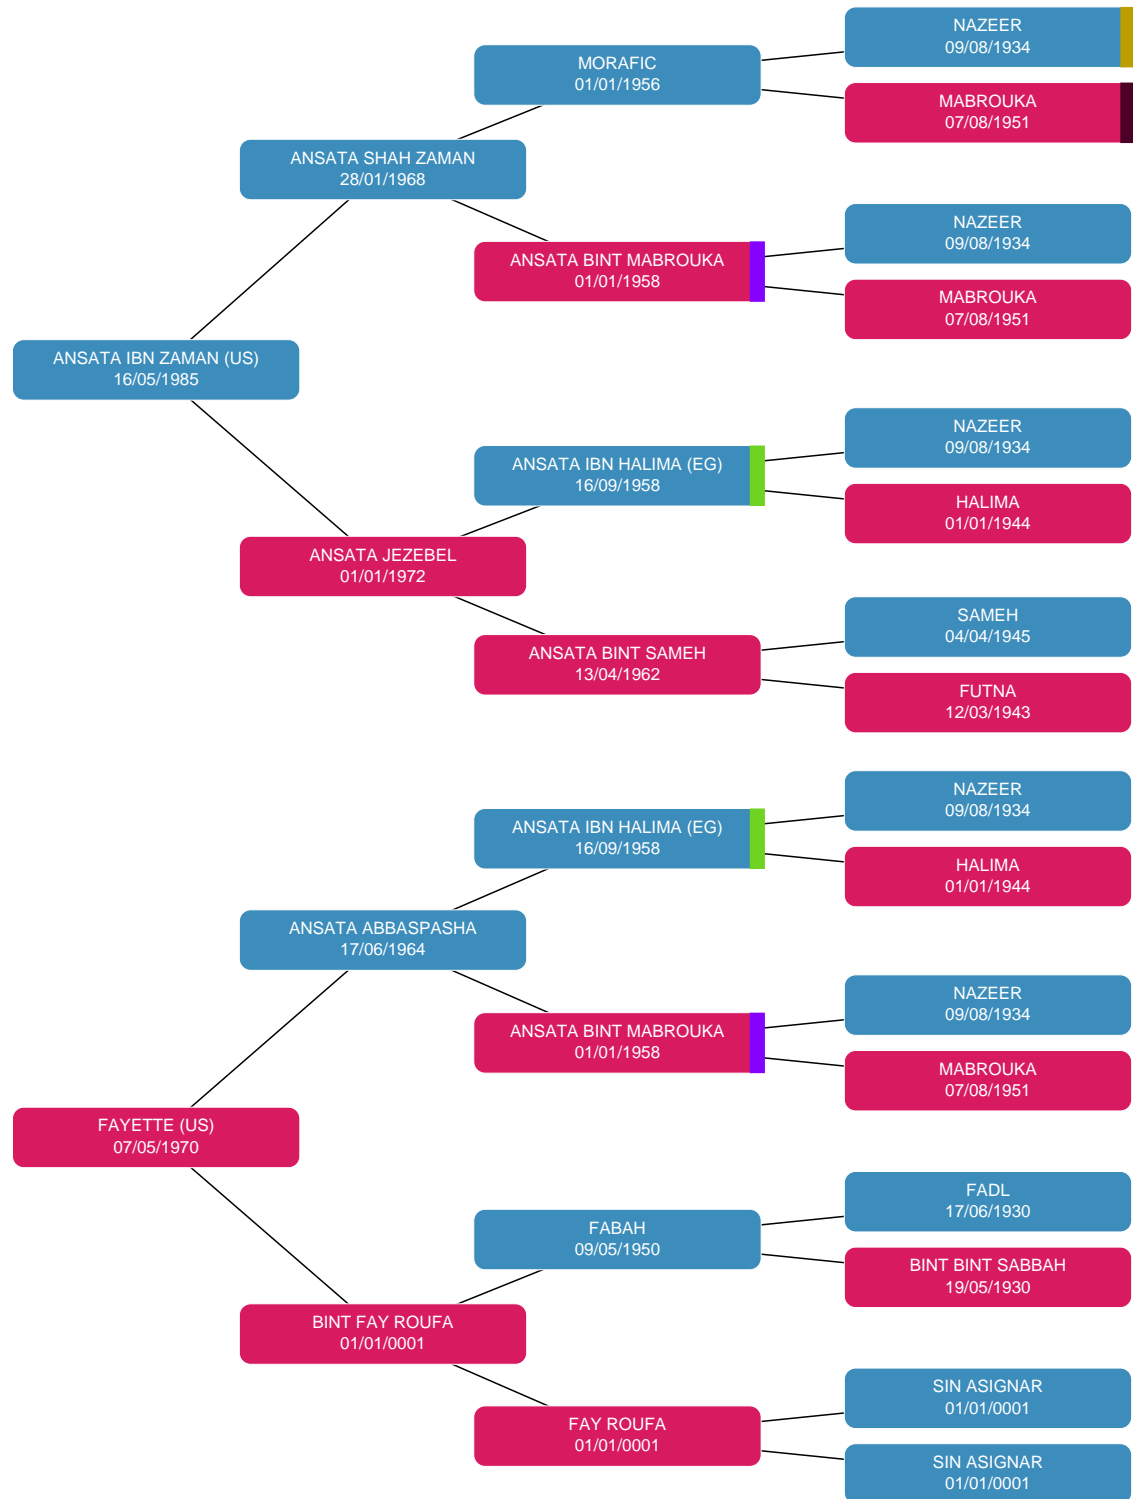 NAZEER
09/08/1934
MORAFIC
01/01/1956
MABROUKA
07/08/1951
ANSATA SHAH ZAMAN
28/01/1968
NAZEER
09/08/1934
ANSATA BINT MABROUKA
01/01/1958
MABROUKA
07/08/1951
ANSATA IBN ZAMAN (US)
16/05/1985
NAZEER
09/08/1934
ANSATA IBN HALIMA (EG)
16/09/1958
HALIMA
01/01/1944
ANSATA JEZEBEL
01/01/1972
SAMEH
04/04/1945
ANSATA BINT SAMEH
13/04/1962
FUTNA
12/03/1943
NAZEER
09/08/1934
ANSATA IBN HALIMA (EG)
16/09/1958
HALIMA
01/01/1944
ANSATA ABBASPASHA
17/06/1964
NAZEER
09/08/1934
ANSATA BINT MABROUKA
01/01/1958
MABROUKA
07/08/1951
FAYETTE (US)
07/05/1970
FADL
17/06/1930
FABAH
09/05/1950
BINT BINT SABBAH
19/05/1930
BINT FAY ROUFA
01/01/0001
SIN ASIGNAR
01/01/0001
FAY ROUFA
01/01/0001
SIN ASIGNAR
01/01/0001